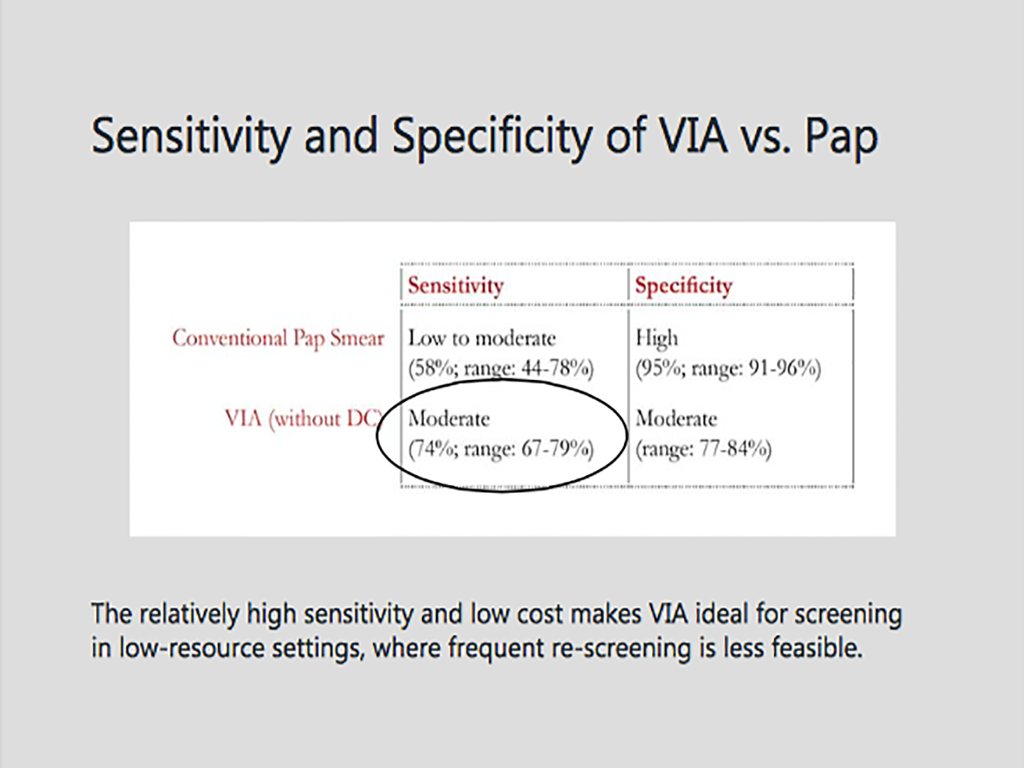 Sensitivity and Specificity of VIA vs. Pap
Sensitivity Specificity
Conventional Pap Smear Low to moderate High
(58%; range: 44-78%) (95%; range: 91-96%)
VIA (without DC) Moderate Moderate
(74%; range: 67-79%) (range: 77-84%)
The relatively high sensitivity and low cost makes VIA ideal for screening
in low-resource settings, where frequent re-screening is less feasible.